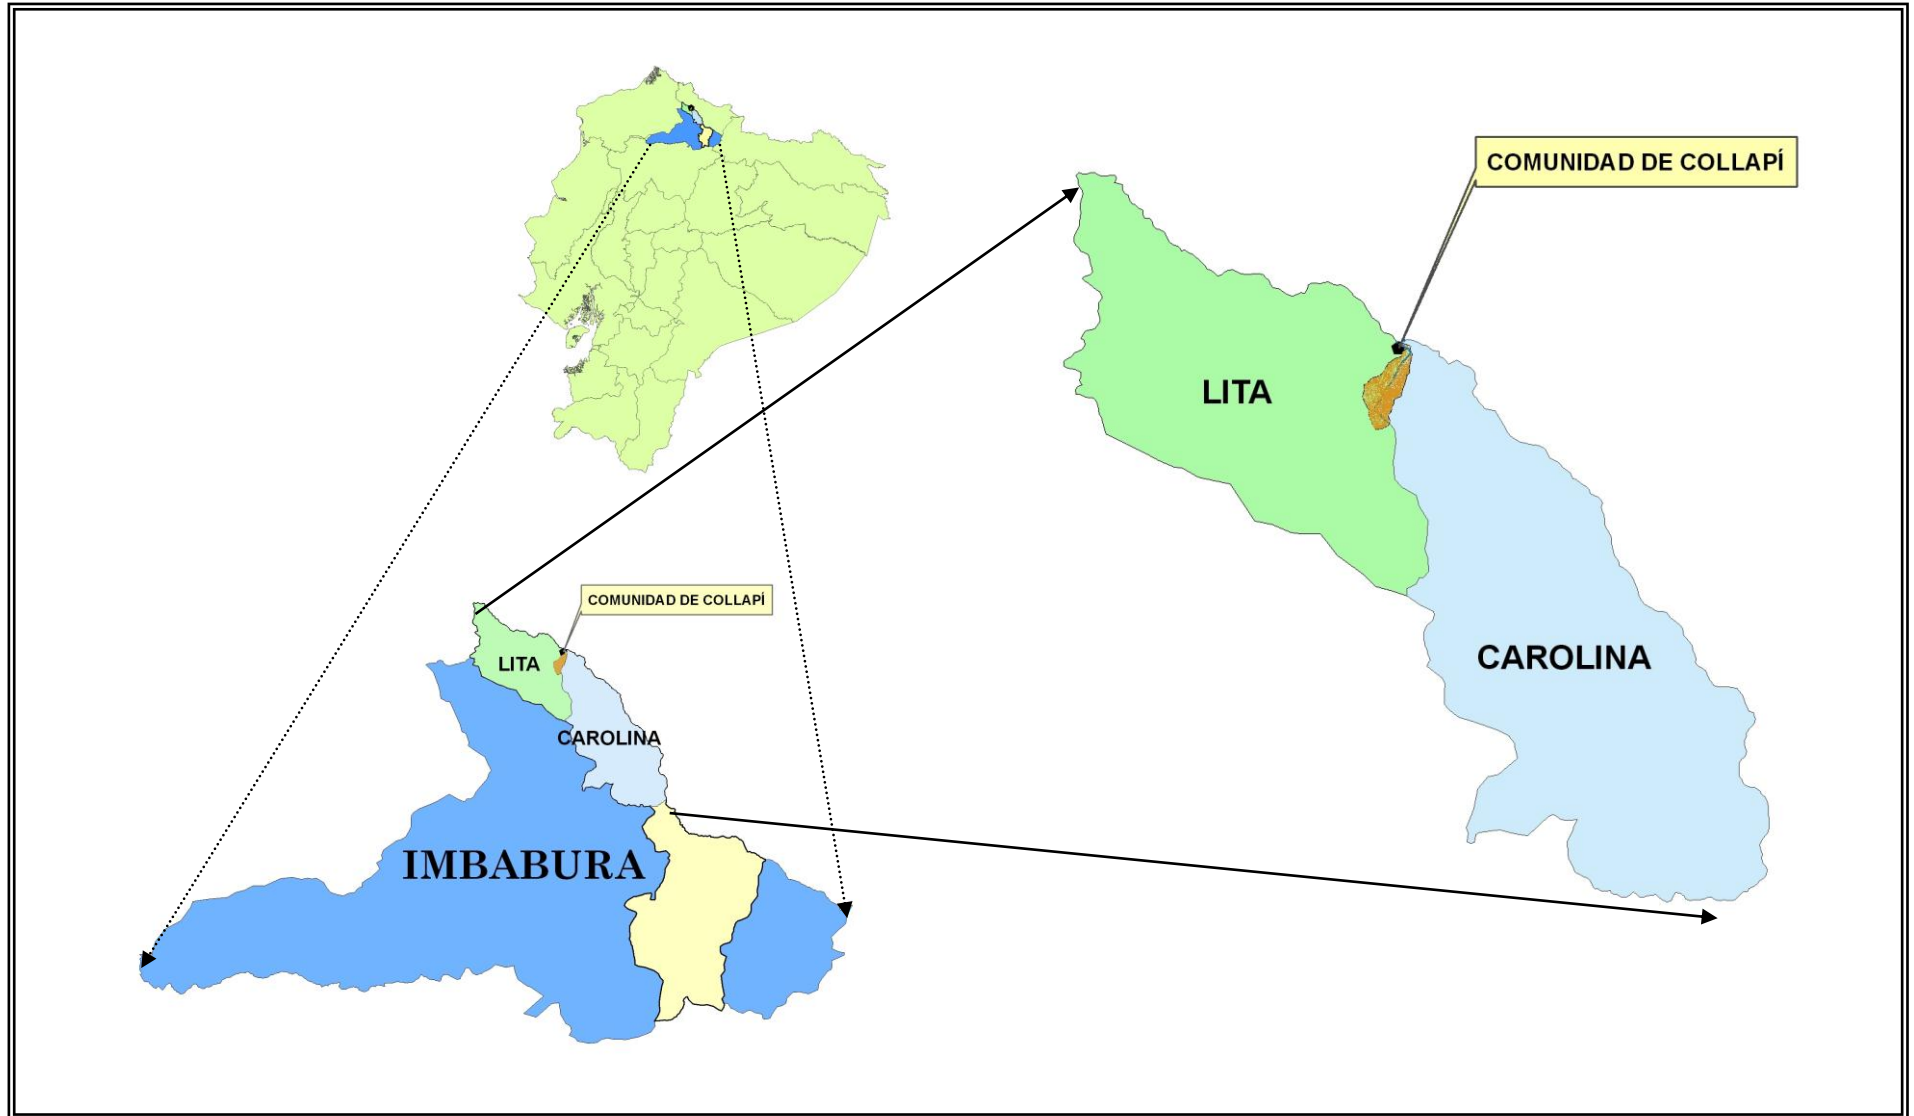 COMUNIDAD DE COLLAPÍ
LITA
CAROLINA
COMUNIDAD DE COLLAPÍ
LITA
CAROLINA
IMBABURA